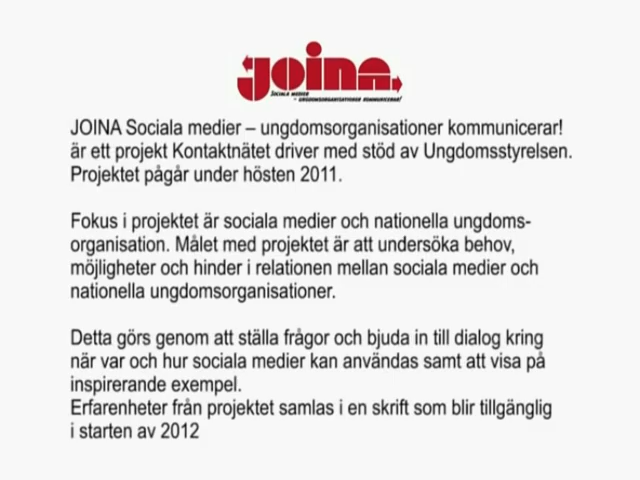 JOINA.
SOCIALA MEDIER
– UNGDOMSORGANISATIONER KOMMUNICERAR!
JOINA Sociala medier – ungdomsorganisationer kommunicerar!
är ett projekt Kontaktnätet driver med stöd av Ungdomsstyrelsen.
Projektet pågår under hösten 2011.
Fokus i projektet är sociala medier och nationella ungdoms-
organisation. Målet med projektet är att undersöka behov,
möjligheter och hinder i relationen mellan sociala medier och
nationella ungdomsorganisationer.
Detta görs genom att ställa frågor och bjuda in till dialog kring
när var och hur sociala medier kan användas samt att visa på
inspirerande exempel.
Erfarenheter från projektet samlas i en skrift som blir tillgänglig
i starten av 2012